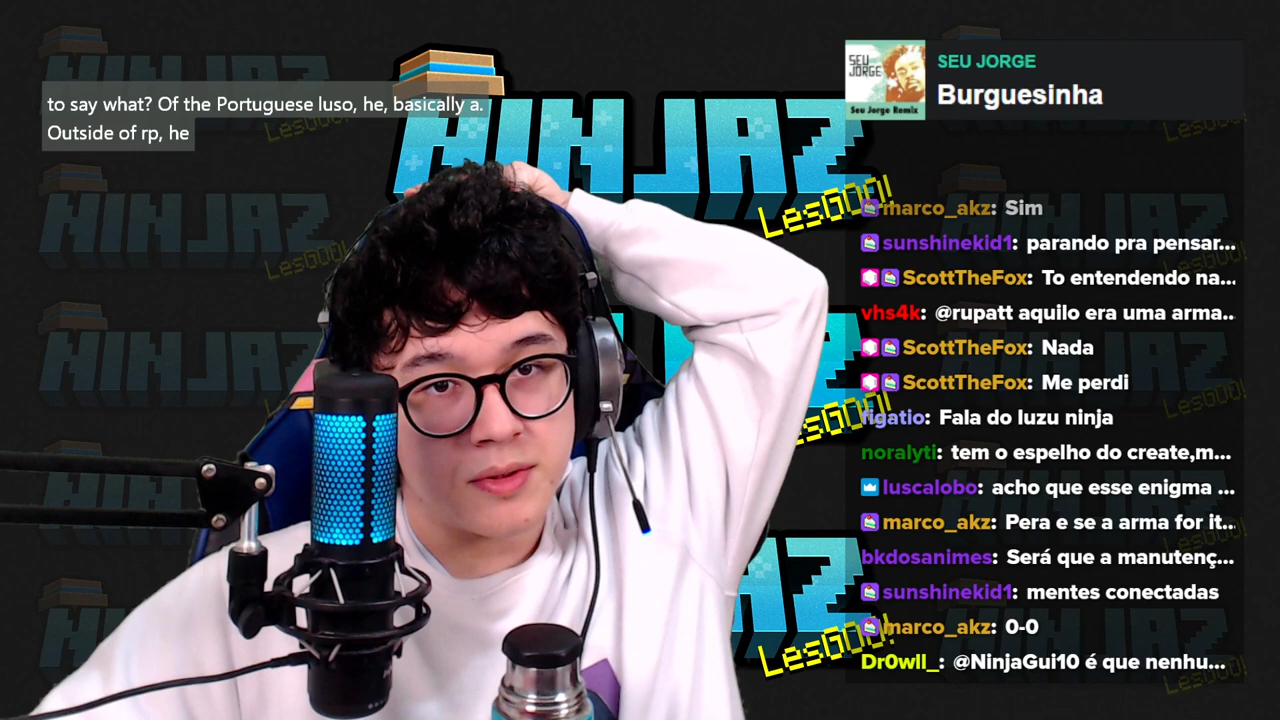 to say what? Of the Portuguese luso, he, basically a.
Outside of rp, he
NINJAZ
LesGOO!
SEU JORGE
Burguesinha
SEU
JORGE
Seu Jorge Remix
marco_akz: Sim
sunshinekid1: parando pra pensar...
ScottTheFox: To entendendo na...
vhs4k: @rupatt aquilo era uma arma..
ScottTheFox: Nada
ScottTheFox: Me perdi
figatio: Fala do luzu ninja
noralyti: tem o espelho do create,m...
luscalobo: acho que esse enigma ...
marco_akz: Pera e se a arma for it..
bkdosanimes: Será que a manutenç...
sunshinekid1: mentes conectadas
marco_akz: 0-0
Dr0wll_: @NinjaGui10 é que nenhu...